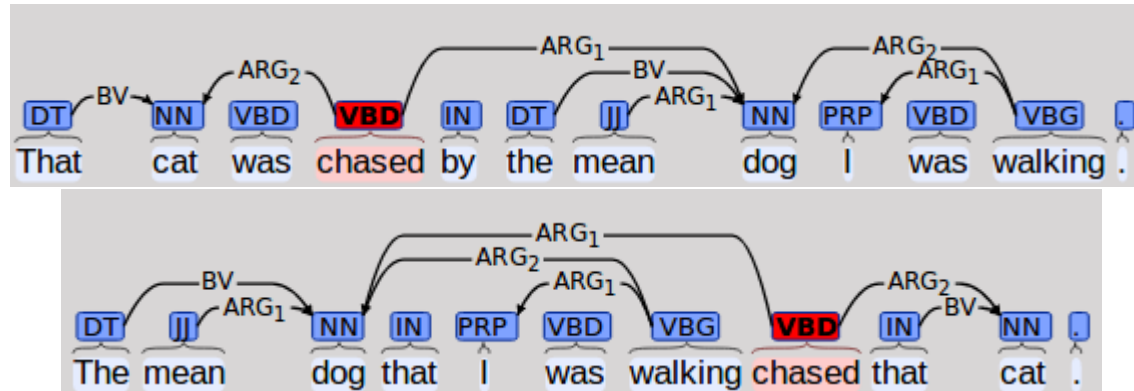 ARG1 ARG2
ARG2 BV ARG1
BV ARG1
DT NN VBD VBD IN DT JJ NN PRP VBD VBG .
That cat was chased by the mean dog I was walking .
ARG1
ARG2
BV ARG2
ARG1 ARG1 BV
DT JJ NN IN PRP VBD VBG VBD IN NN .
The mean dog that I was walking chased that cat .